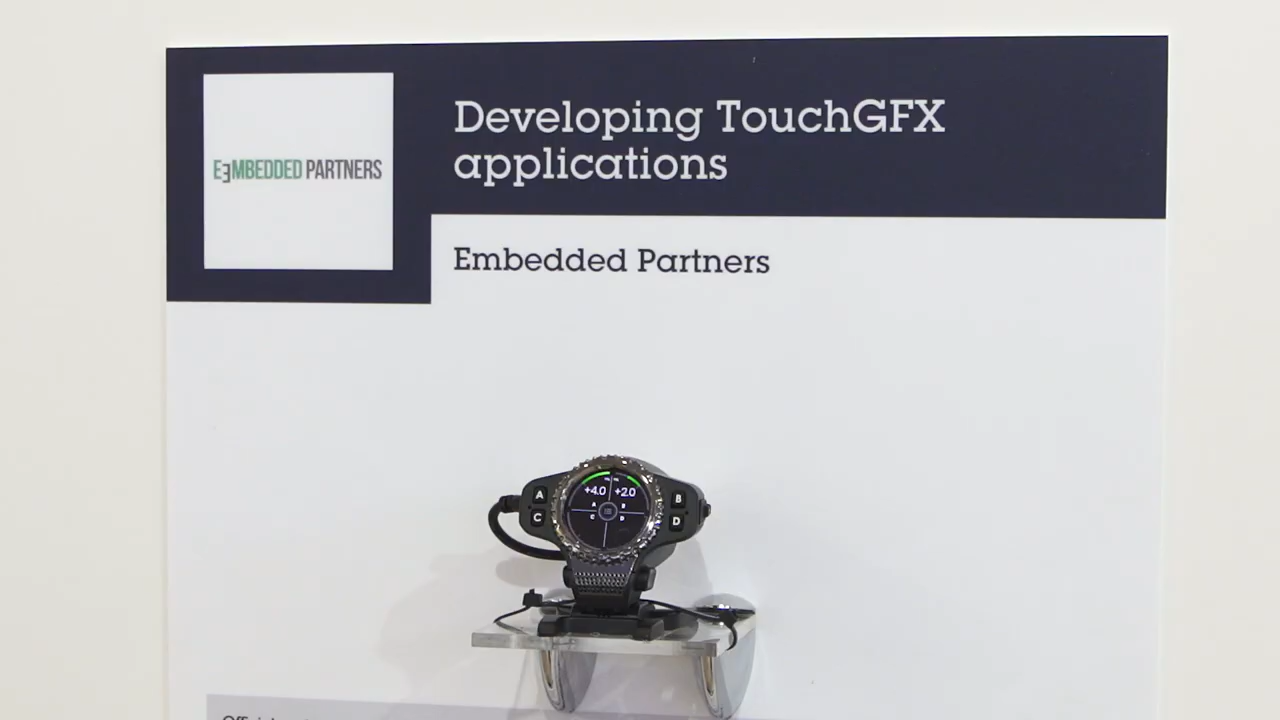 EƎMBEDDED PARTNERS
Developing TouchGFX
applications
Embedded Partners
+4.0 +2.0
A B
C D
A
C
B
D